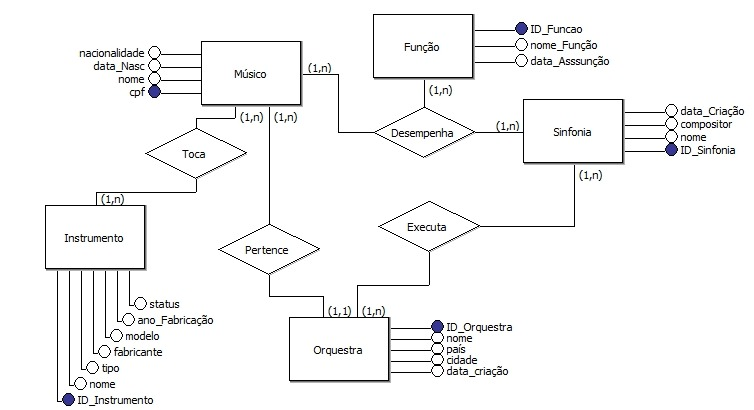 nacionalidade
data_Nasc
nome
cpf
Músico
(1,n)
(1,n)
(1,n)
Função
ID_Funcao
nome_Função
data_Asssunção
(1,n)
Desempenha
(1,n)
Sinfonia
data_Criação
compositor
nome
ID_Sinfonia
(1,n)
Toca
(1,n)
Instrumento
Pertence
Executa
status
ano_Fabricação
modelo
fabricante
tipo
nome
ID_Instrumento
(1,1)
(1,n)
Orquestra
ID_Orquestra
nome
país
cidade
data_criação